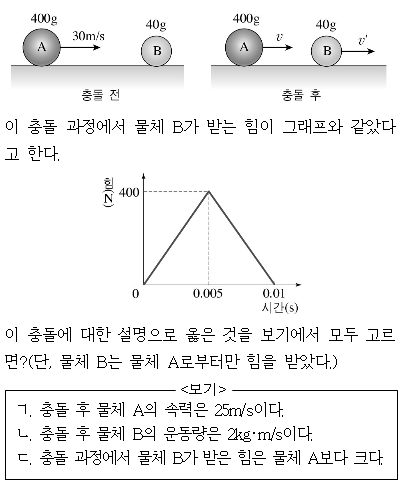 400g 40g 400g 40g
A 30m/s B A v B v'
충돌 전 충돌 후
이 충돌 과정에서 물체 B가 받는 힘이 그래프와 같았다
고 한다.
힘(N) 400
0 0.005 0.01
시간(s)
이 충돌에 대한 설명으로 옳은 것을 보기에서 모두 고르
면?(단, 물체 B는 물체 A로부터만 힘을 받았다.)
<보기>
ㄱ. 충돌 후 물체 A의 속력은 25m/s이다.
ㄴ. 충돌 후 물체 B의 운동량은 2kg·m/s이다.
ㄷ. 충돌 과정에서 물체 B가 받은 힘은 물체 A보다 크다.